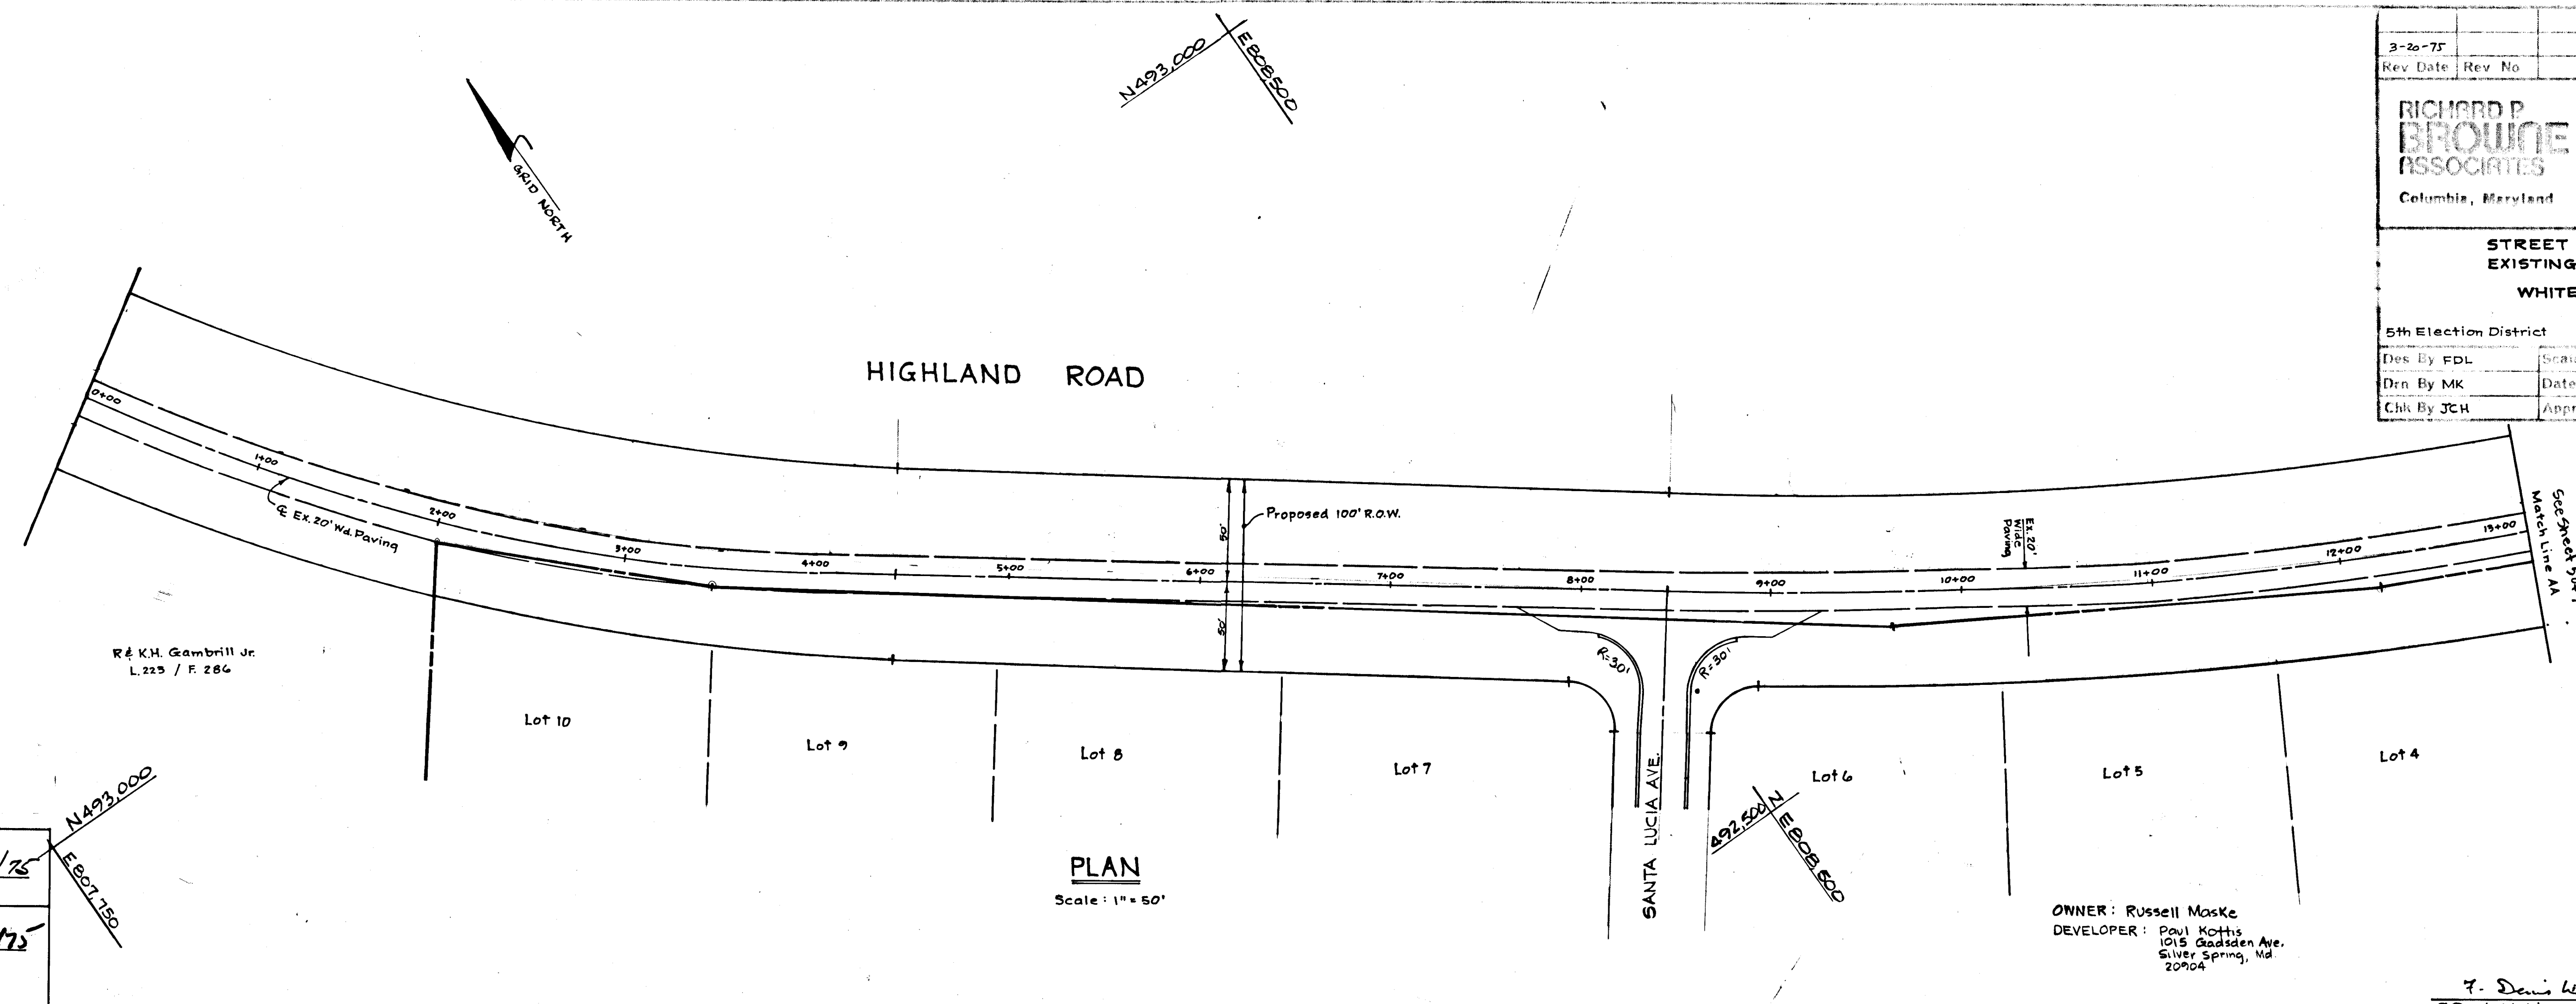 N493,000
E808,500
3-20-75
Rev Date Rev No
RICHARD P.
BROWNE
ASSOCIATES
Columbia, Maryland
STREET
EXISTING
WHITE
5th Election District
Des By FDL
Drn By MK
Date
Chk By JCH
GRID NORTH
HIGHLAND ROAD
0+00
1+00
2+00
3+00
4+00
5+00
6+00
7+00
8+00
9+00
10+00
11+00
12+00
13+00
℄ Ex. 20' Wd. Paving
50'
50'
Proposed 100' R.O.W.
Ex. 20'
Wide
Paving
See Sheet
Match Line AA
R=30'
R=30'
R & K.H. Gambrill Jr.
L. 223 / F. 286
Lot 10
Lot 9
Lot 8
Lot 7
Lot 6
Lot 5
Lot 4
SANTA LUCIA AVE.
N493,000
E807,750
N
492,500
E808,500
/75
/75
PLAN
Scale: 1" = 50'
OWNER: Russell Maske
DEVELOPER: Paul Kottis
1015 Gadsden Ave.
Silver Spring, Md.
20904